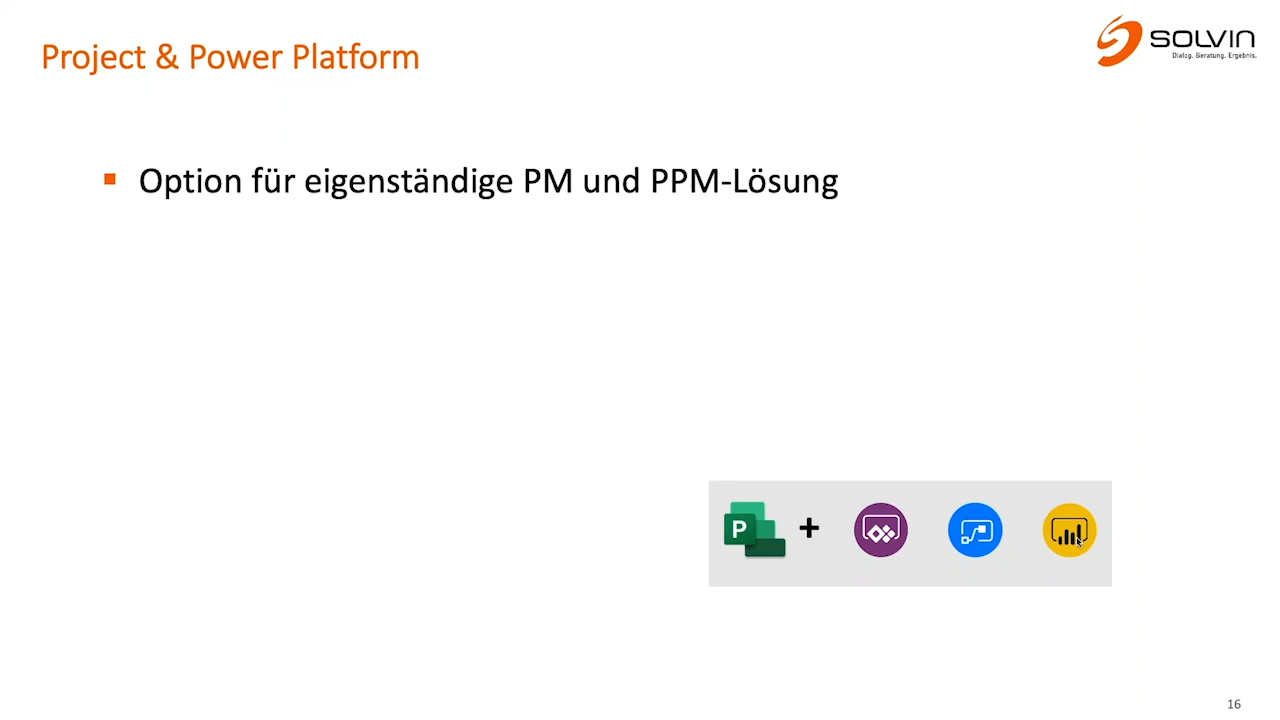 Project & Power Platform
SOLVIN
Dialog. Beratung. Ergebnis.
Option für eigenständige PM und PPM-Lösung
P +
16